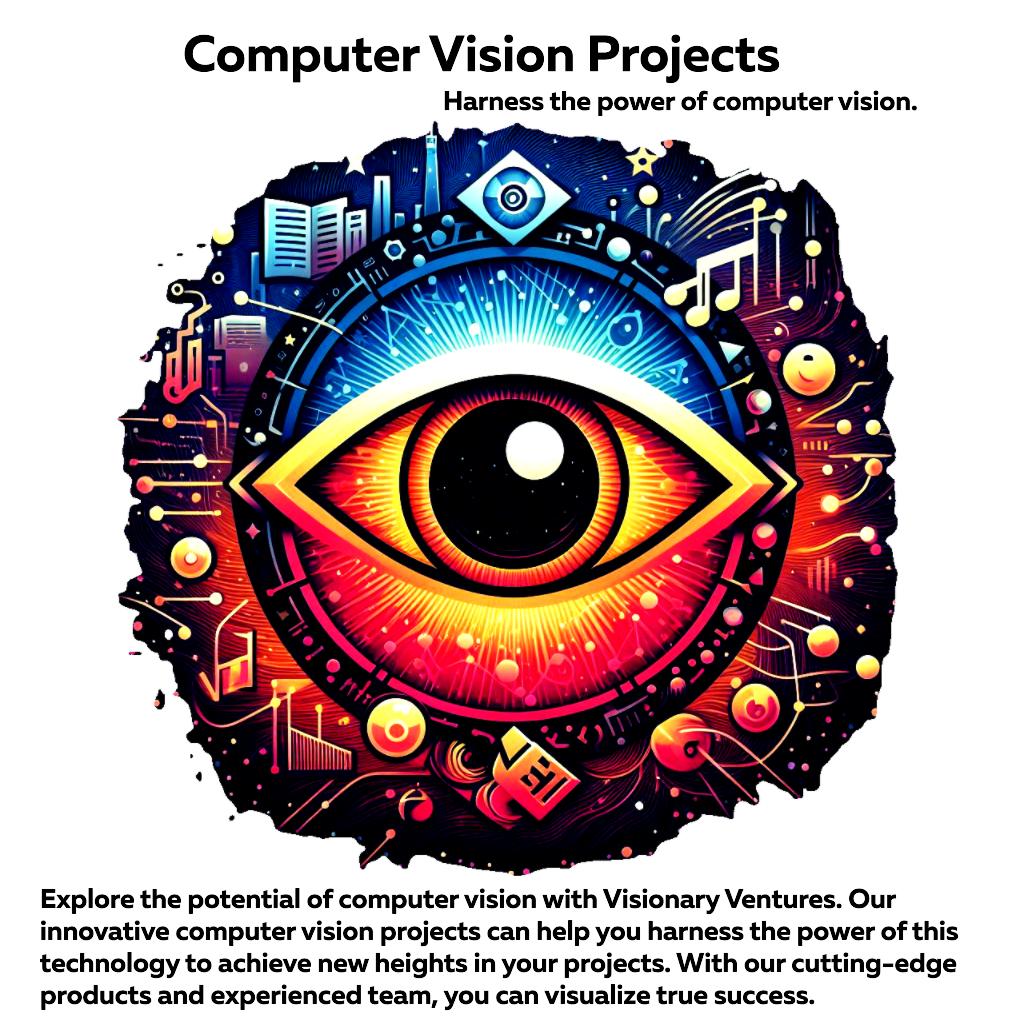 Computer Vision Projects
Harness the power of computer vision.
Explore the potential of computer vision with Visionary Ventures. Our
innovative computer vision projects can help you harness the power of this
technology to achieve new heights in your projects. With our cutting-edge
products and experienced team, you can visualize true success.